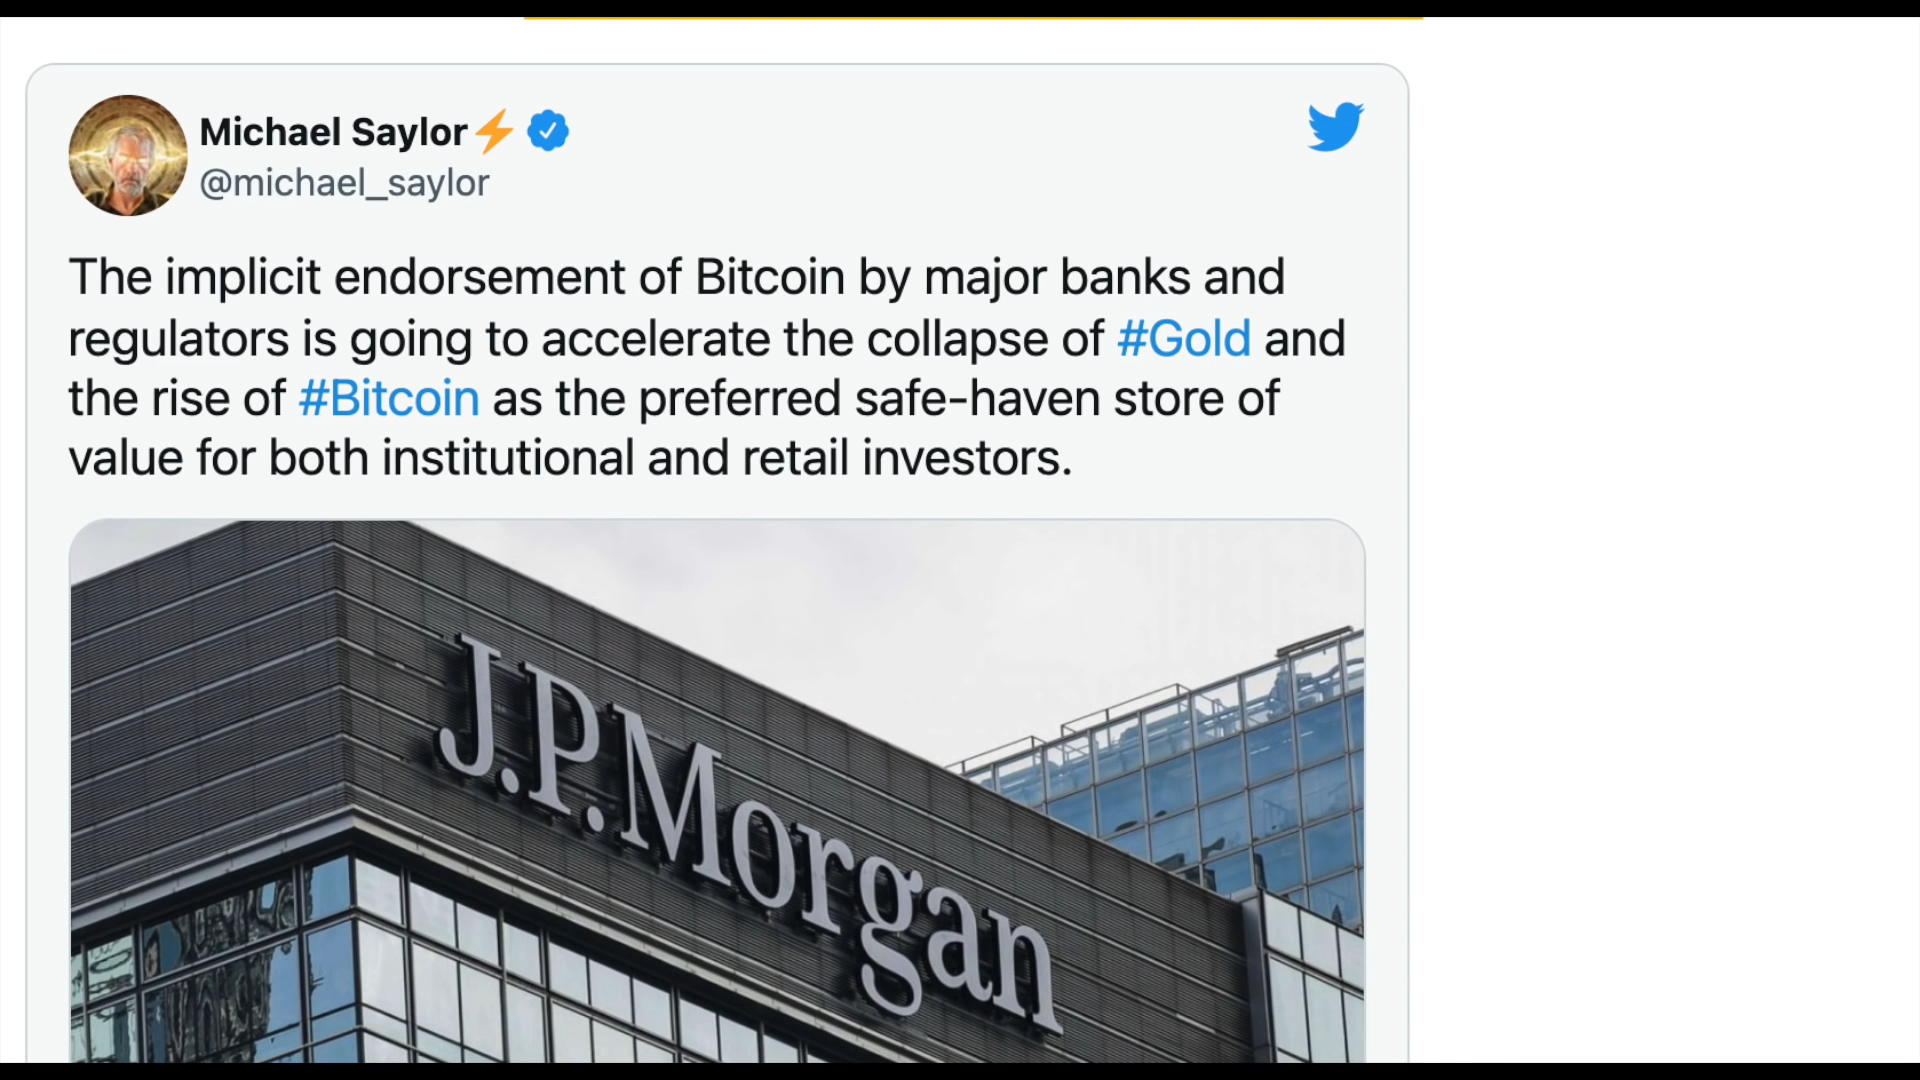 Michael Saylor⚡
@michael_saylor
The implicit endorsement of Bitcoin by major banks and
regulators is going to accelerate the collapse of #Gold and
the rise of #Bitcoin as the preferred safe-haven store of
value for both institutional and retail investors.
J.P.Morgan